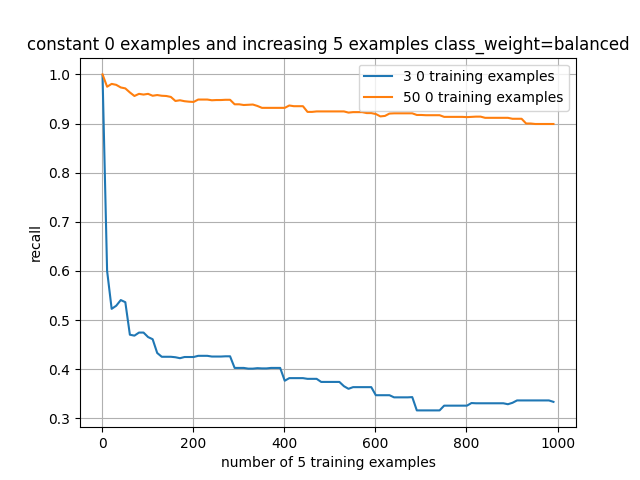 constant 0 examples and increasing 5 examples class_weight=balanced
3 0 training examples
50 0 training examples
recall
1.0
0.9
0.8
0.7
0.6
0.5
0.4
0.3
0 200 400 600 800 1000
number of 5 training examples